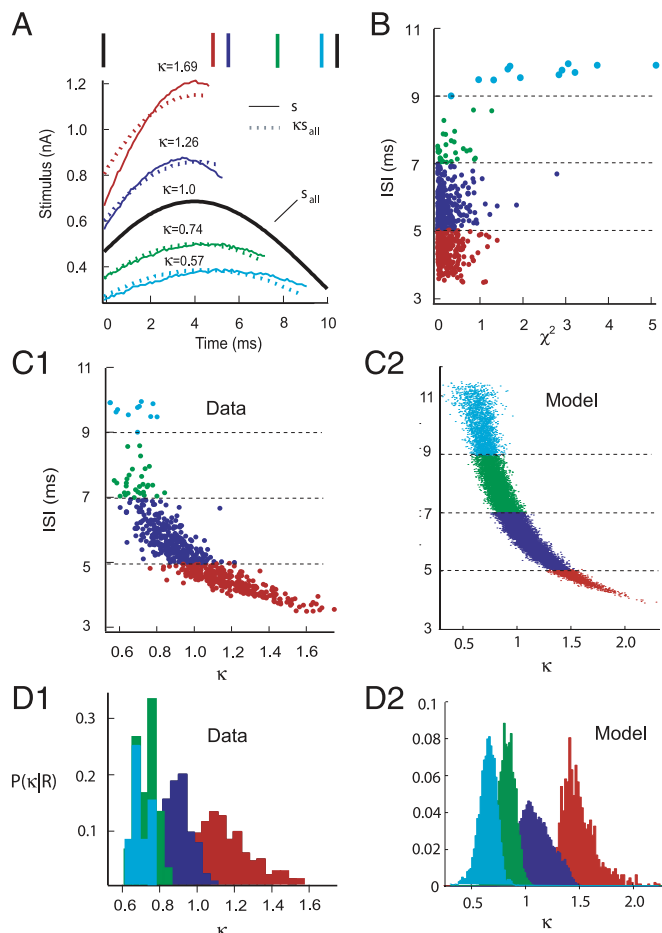 A
B
κ=1.69
κ=1.26
κ=1.0
κ=0.74
κ=0.57
s
κs_all
s_all
Stimulus (nA)
1.2
1.0
0.8
0.6
0.4
0 2 4 6 8 10
Time (ms)
ISI (ms)
11
9
7
5
3
0 1 2 3 4 5
χ²
C1
Data
ISI (ms)
11
9
7
5
3
0.6 0.8 1.0 1.2 1.4 1.6
κ
C2
Model
11
9
7
5
3
0.5 1 1.5 2.0
κ
D1
Data
P(κ|R)
0.3
0.2
0.1
0.6 0.8 1.0 1.2 1.4 1.6
κ
D2
Model
0.1
0.08
0.06
0.04
0.02
0
0.5 1 1.5 2.0
κ